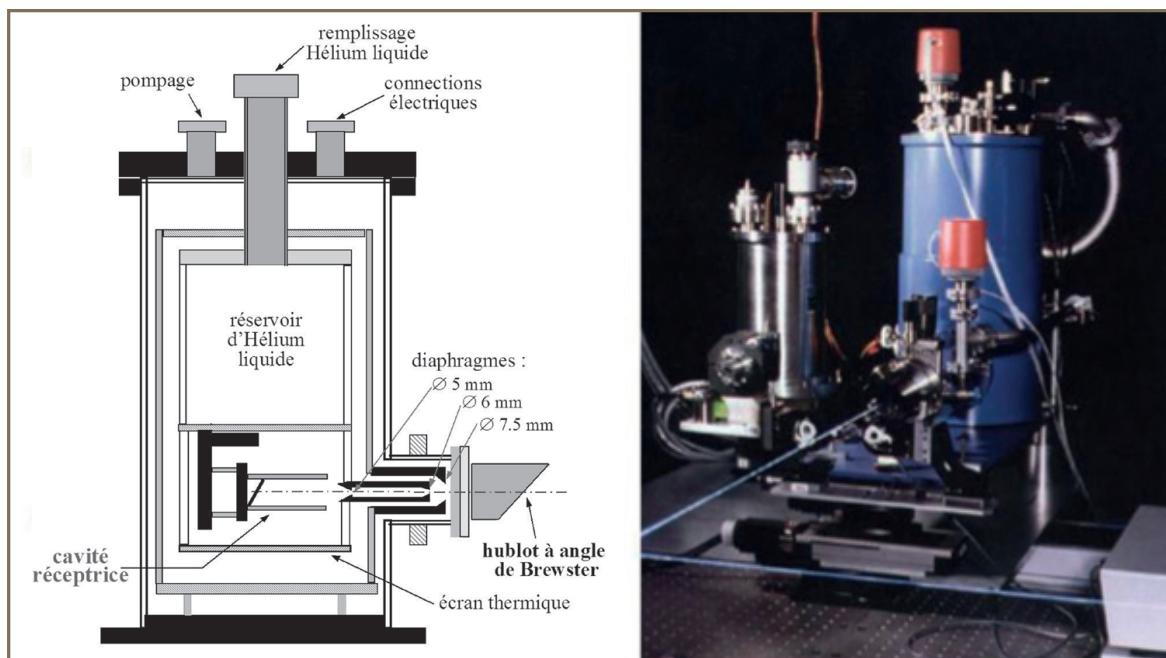 remplissage
Hélium liquide
pompage
connections
électriques
réservoir
d'Hélium
liquide
diaphragmes :
∅ 5 mm
∅ 6 mm
∅ 7.5 mm
cavité
réceptrice
hublot à angle
de Brewster
écran thermique